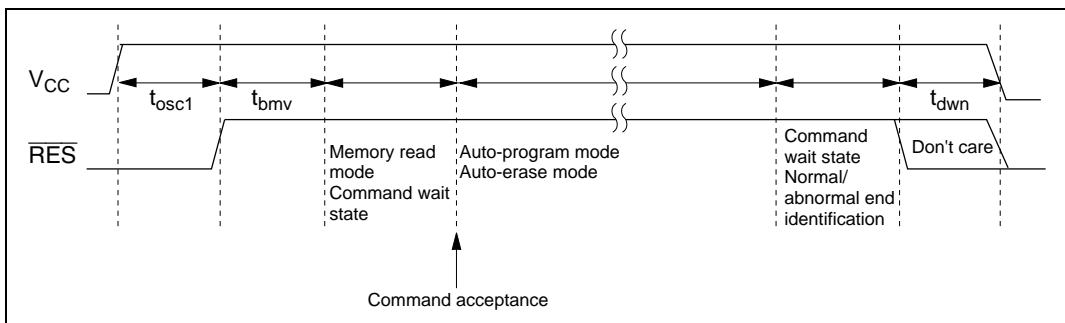 VCC
tosc1
tbmv
tdwn
RES
Memory read
mode
Command wait
state
Auto-program mode
Auto-erase mode
Command
wait state
Normal/
abnormal end
identification
Don't care
Command acceptance